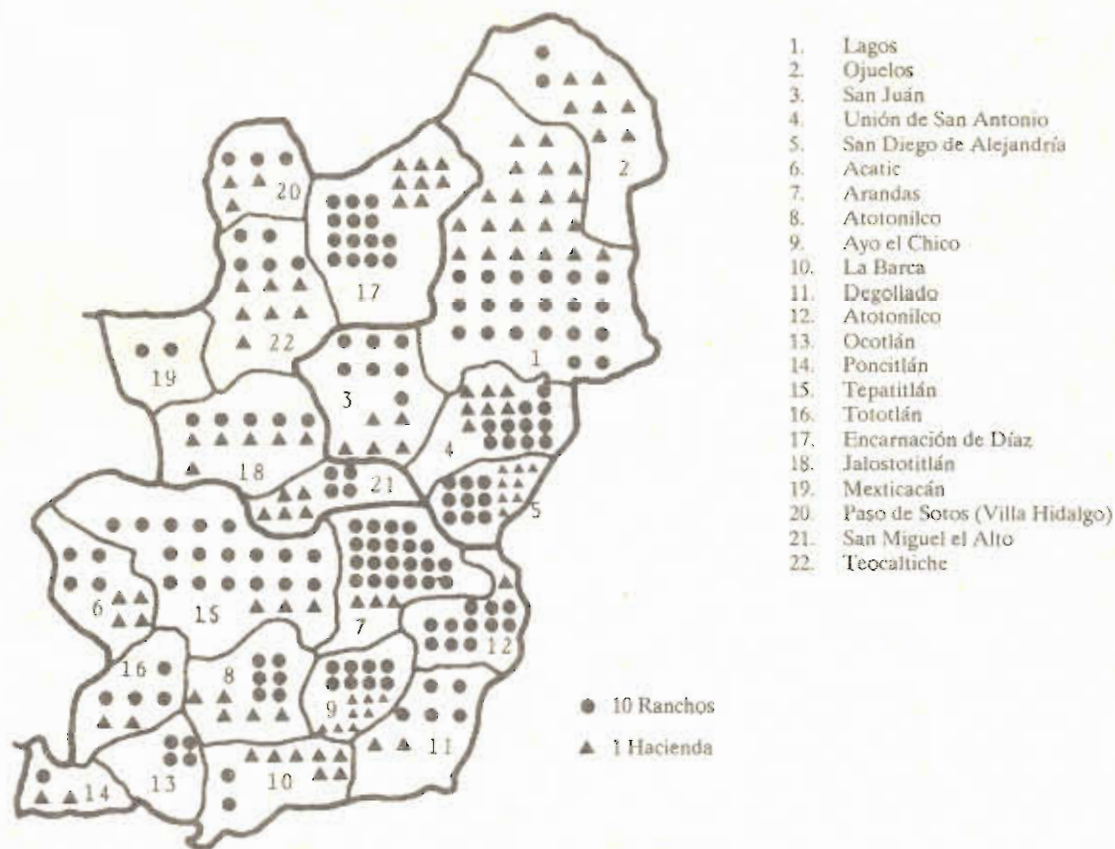 1. Lagos
2. Ojuelos
3. San Juán
4. Unión de San Antonio
5. San Diego de Alejandría
6. Acatic
7. Arandas
8. Atotonilco
9. Ayo el Chico
10. La Barca
11. Degollado
12. Atotonilco
13. Ocotlán
14. Poncitlán
15. Tepatitlán
16. Tototlán
17. Encarnación de Díaz
18. Jalostotitlán
19. Mexticacán
20. Paso de Sotos (Villa Hidalgo)
21. San Miguel el Alto
22. Teocaltiche
2
20
17
22
1
19
3
4
18
21
5
6
15
7
12
16
8
9
11
10
13
14
10 Ranchos
1 Hacienda